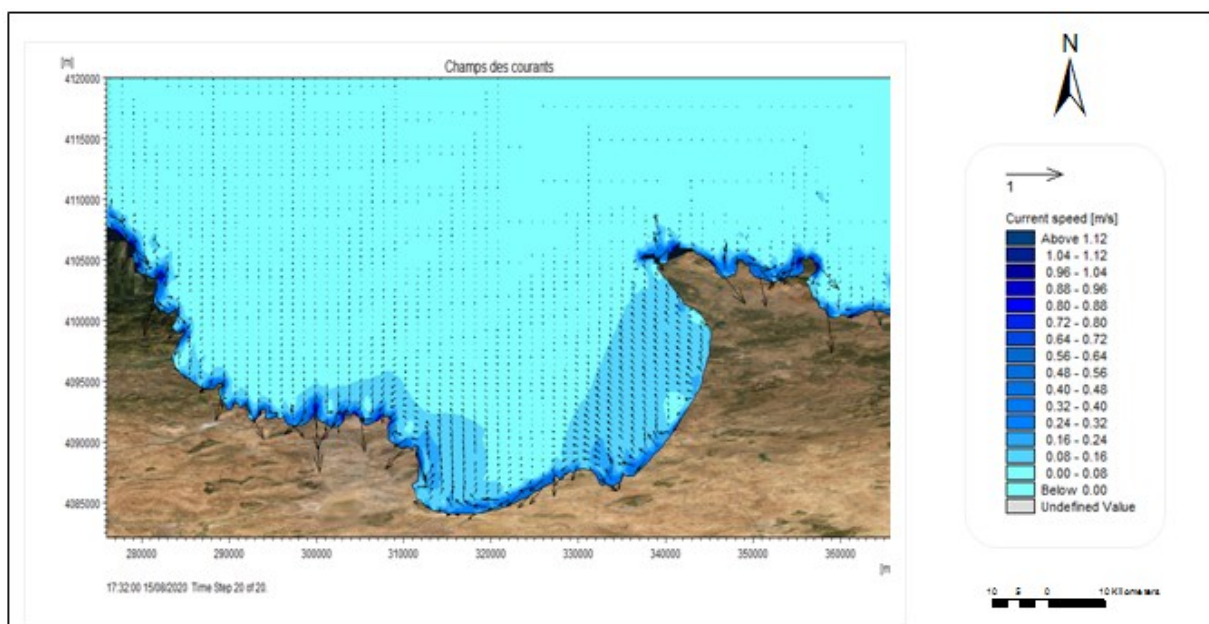 Champs des courants
[m]
4120000
4115000
4110000
4105000
4100000
4095000
4090000
4085000
280000 290000 300000 310000 320000 330000 340000 350000 360000
[m
17:32:00 15/08/2020 Time Step 20 of 20.
N
1
Current speed [m/s]
Above 1.12
1.04 - 1.12
0.96 - 1.04
0.88 - 0.96
0.80 - 0.88
0.72 - 0.80
0.64 - 0.72
0.56 - 0.64
0.48 - 0.56
0.40 - 0.48
0.32 - 0.40
0.24 - 0.32
0.16 - 0.24
0.08 - 0.16
0.00 - 0.08
Below 0.00
Undefined Value
10 5 0 10 Kilometers